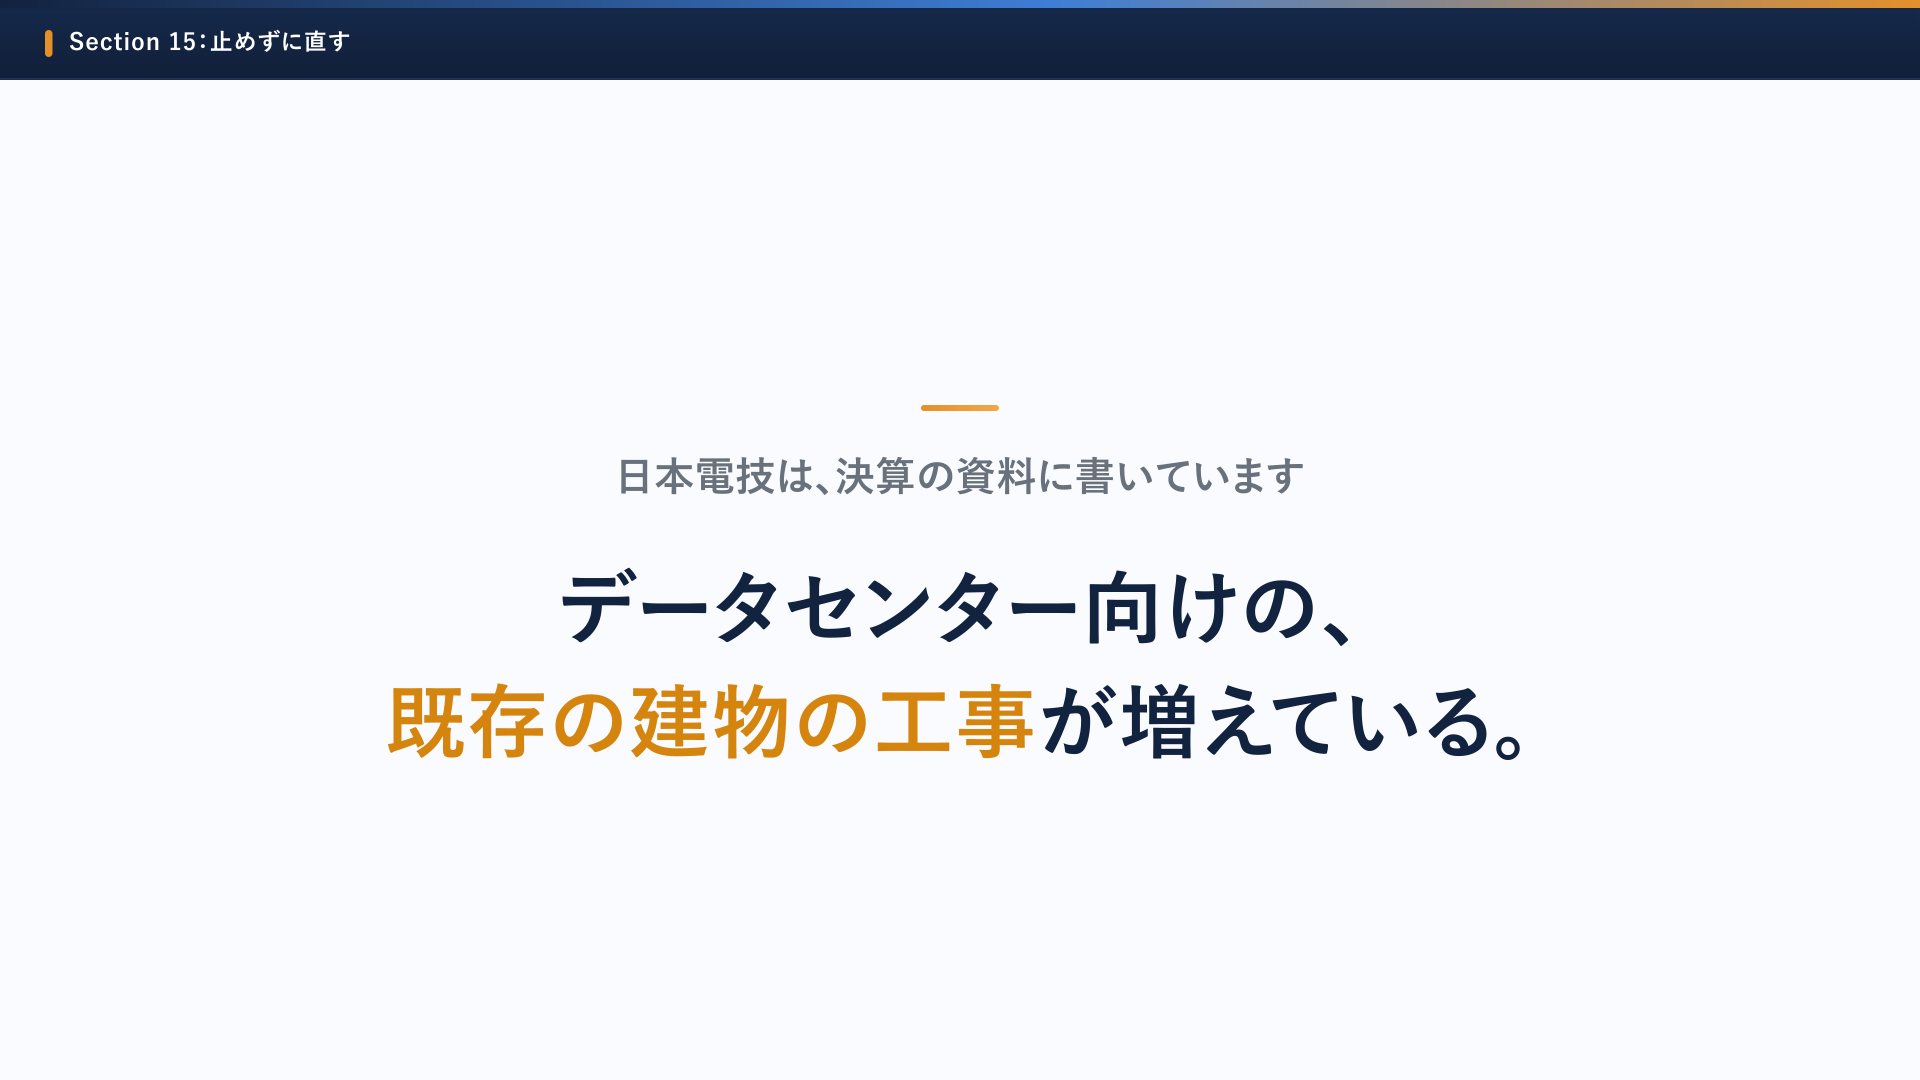 Section 15：止めずに直す
日本電技は、決算の資料に書いています
データセンター向けの、
既存の建物の工事が増えている。